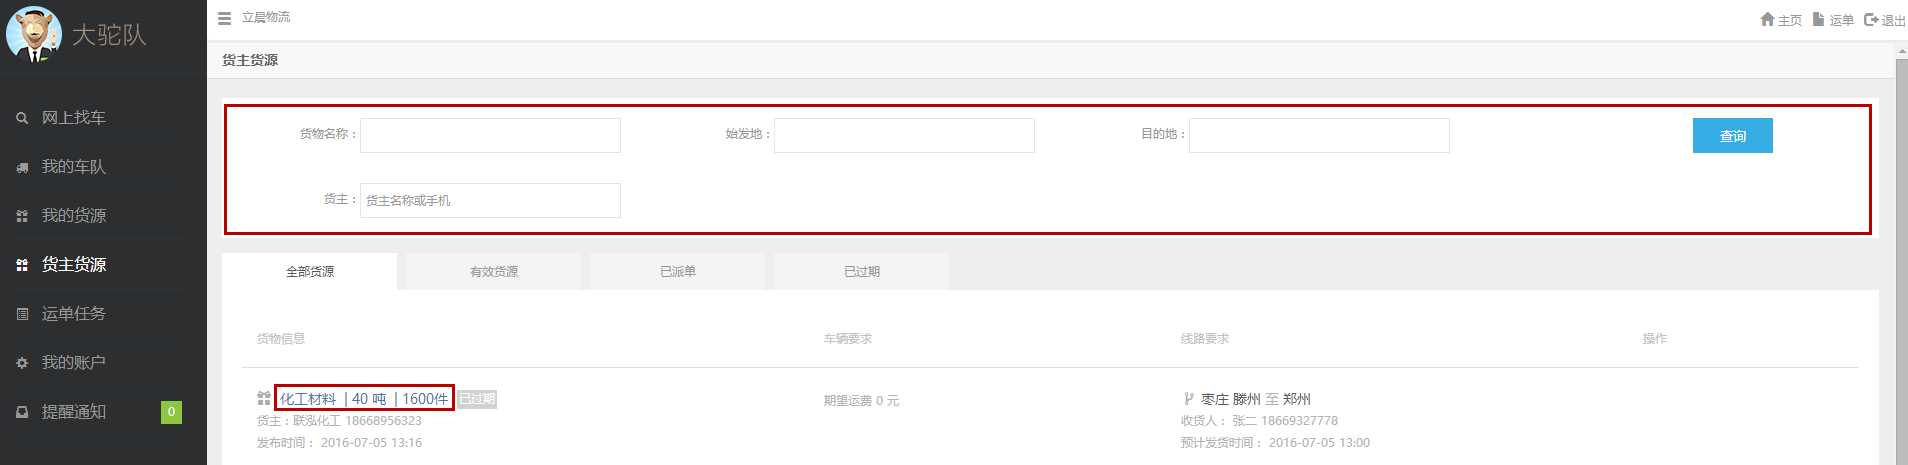 大驼队
立晨物流
主页 运单 退出
货主货源
网上找车
我的车队
我的货源
货主货源
运单任务
我的账户
提醒通知 0
货物名称：
始发地：
目的地：
查询
货主： 货主名称或手机
全部货源 有效货源 已派单 已过期
货物信息 车辆要求 线路要求 操作
化工材料 | 40 吨 | 1600件 已过期
货主：联泓化工 18668956323
发布时间： 2016-07-05 13:16
期望运费 0 元
枣庄 滕州 至 郑州
收货人： 张二 18669327778
预计发货时间： 2016-07-05 13:00